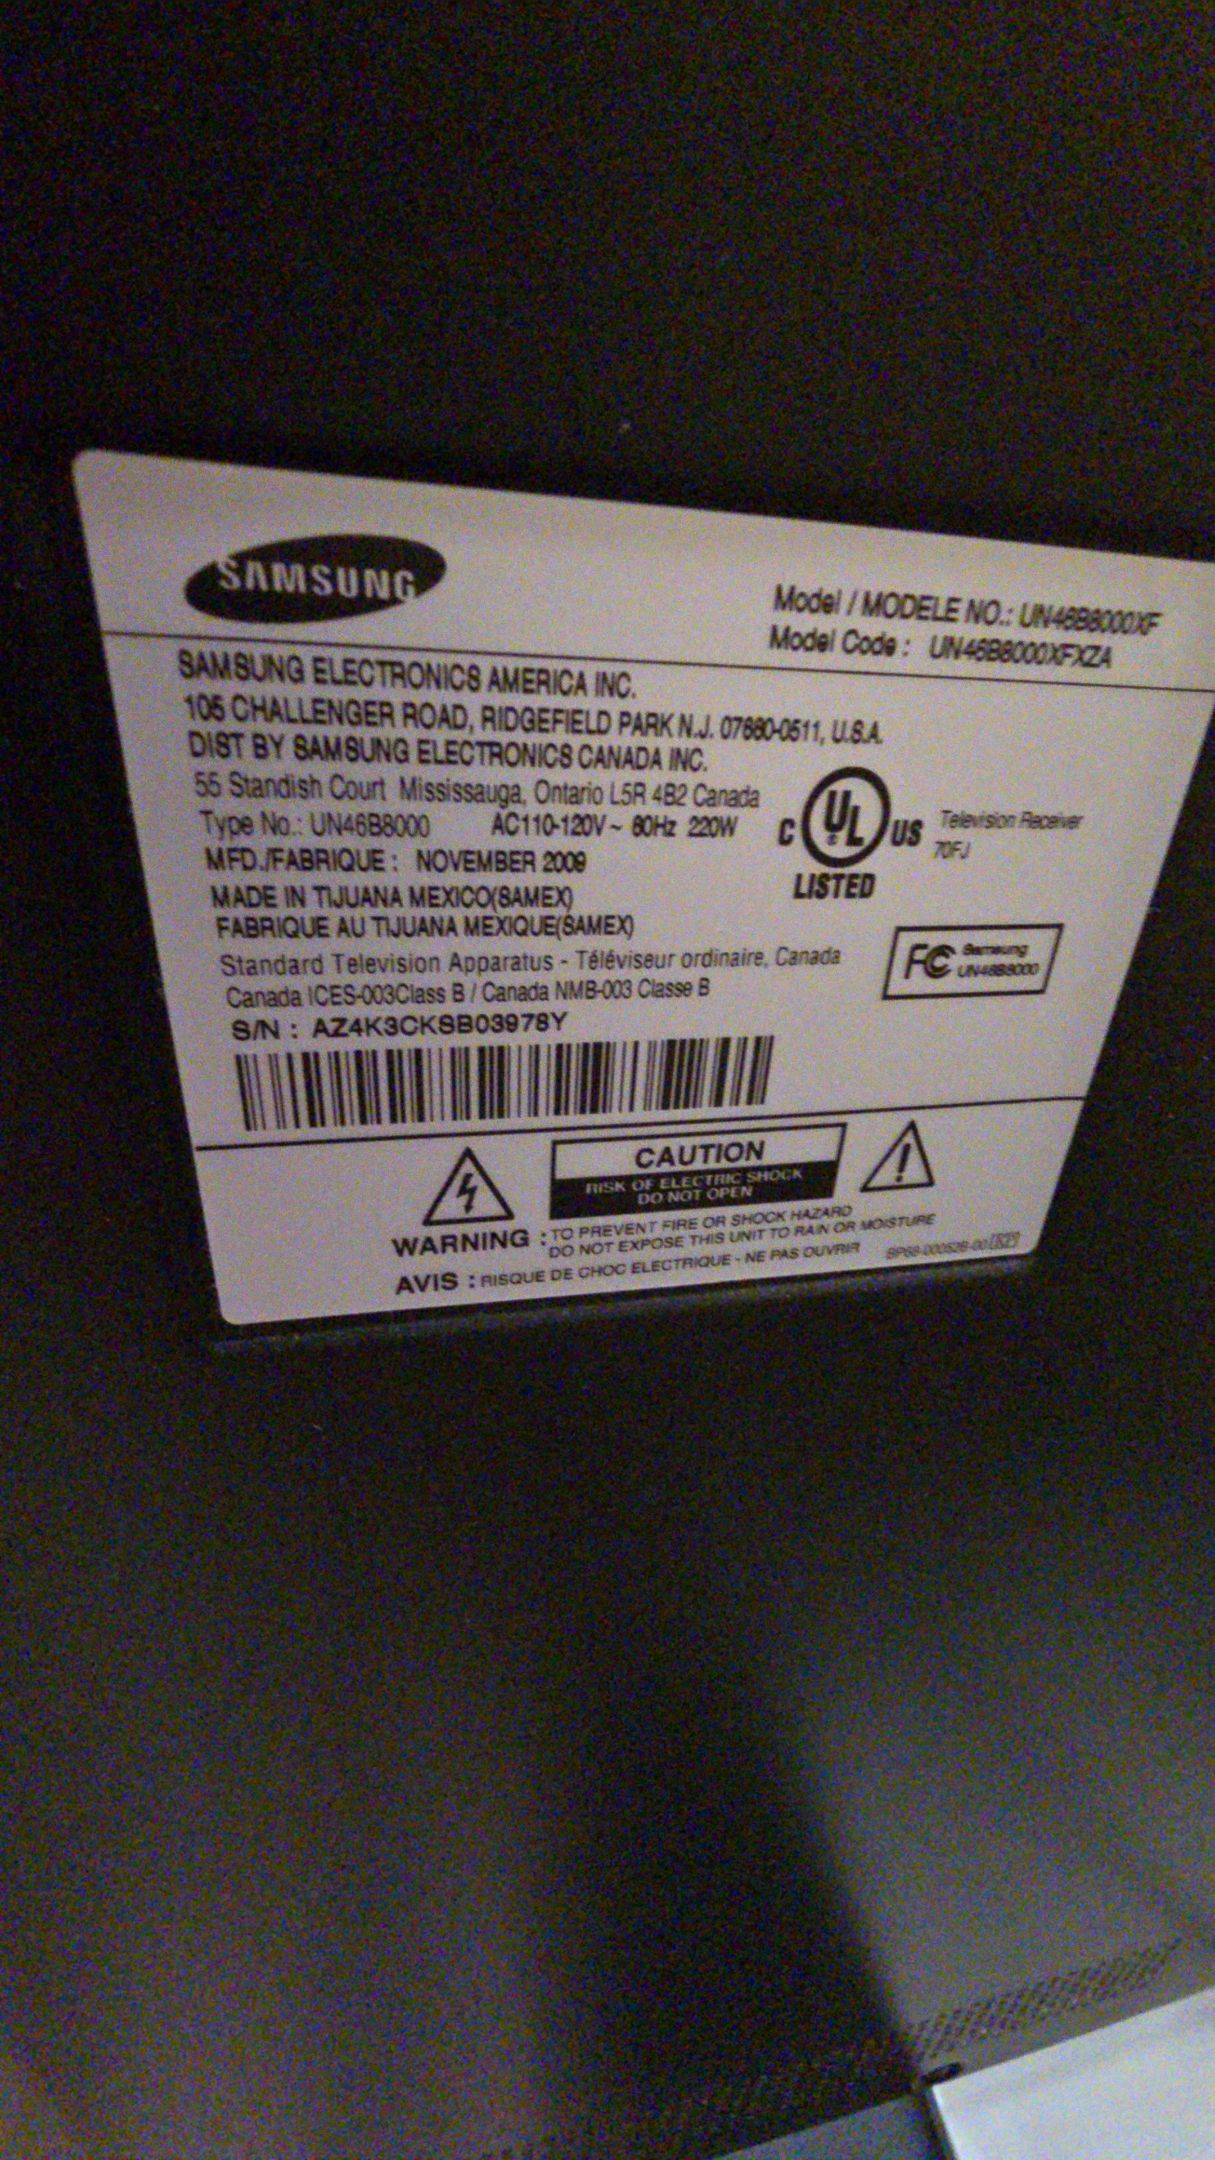 SAMSUNG
Model / MODELE NO.: UN46B8000XF
Model Code : UN46B8000XFXZA
SAMSUNG ELECTRONICS AMERICA INC.
105 CHALLENGER ROAD, RIDGEFIELD PARK N.J. 07660-0511, U.S.A.
DIST BY SAMSUNG ELECTRONICS CANADA INC.
55 Standish Court Mississauga, Ontario L5R 4B2 Canada
Type No.: UN46B8000 AC110-120V ~ 60Hz 220W
MFD./FABRIQUE : NOVEMBER 2009
MADE IN TIJUANA MEXICO(SAMEX)
FABRIQUE AU TIJUANA MEXIQUE(SAMEX)
Standard Television Apparatus - Téléviseur ordinaire, Canada
Canada ICES-003Class B / Canada NMB-003 Classe B
S/N :
C UL US
LISTED
Television Receiver
70FJ
FC Samsung
UN46B8000
CAUTION
RISK OF ELECTRIC SHOCK
DO NOT OPEN
WARNING : TO PREVENT FIRE OR SHOCK HAZARD
DO NOT EXPOSE THIS UNIT TO RAIN OR MOISTURE
AVIS : RISQUE DE CHOC ELECTRIQUE - NE PAS OUVRIR